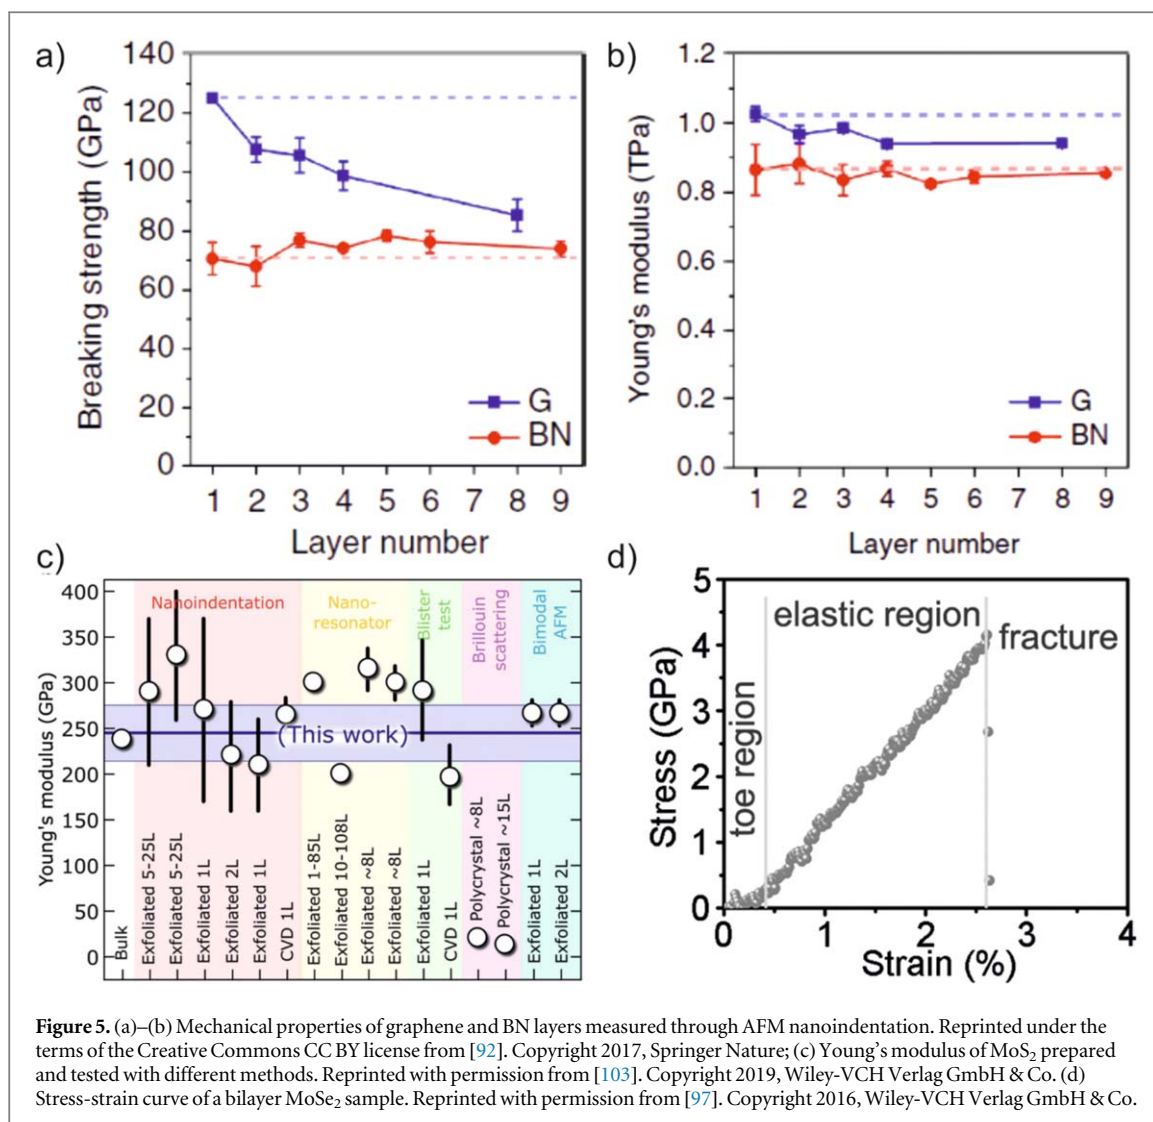 a)
140
120
100
80
60
40
20
0
Breaking strength (GPa)
G
BN
1 2 3 4 5 6 7 8 9
Layer number
b)
1.2
1.0
0.8
0.6
0.4
0.2
0.0
Young's modulus (TPa)
G
BN
1 2 3 4 5 6 7 8 9
Layer number
c)
400
350
300
250
200
150
100
50
0
Young's modulus (GPa)
Nanoindentation
Nano-
resonator
Blister
test
Brillouin
scattering
Bimodal
AFM
(This work)
Bulk
Exfoliated 5-25L
Exfoliated 5-25L
Exfoliated 1L
Exfoliated 2L
Exfoliated 1L
CVD 1L
Exfoliated 1-85L
Exfoliated 10-108L
Exfoliated ~8L
Exfoliated ~8L
Exfoliated 1L
CVD 1L
Polycrystal ~8L
Polycrystal ~15L
Exfoliated 1L
Exfoliated 2L
d)
5
4
3
2
1
0
Stress (GPa)
toe region
elastic region
fracture
0 1 2 3 4
Strain (%)
Figure 5. (a)–(b) Mechanical properties of graphene and BN layers measured through AFM nanoindentation. Reprinted under the
terms of the Creative Commons CC BY license from [92]. Copyright 2017, Springer Nature; (c) Young's modulus of MoS₂ prepared
and tested with different methods. Reprinted with permission from [103]. Copyright 2019, Wiley-VCH Verlag GmbH & Co. (d)
Stress-strain curve of a bilayer MoSe₂ sample. Reprinted with permission from [97]. Copyright 2016, Wiley-VCH Verlag GmbH & Co.